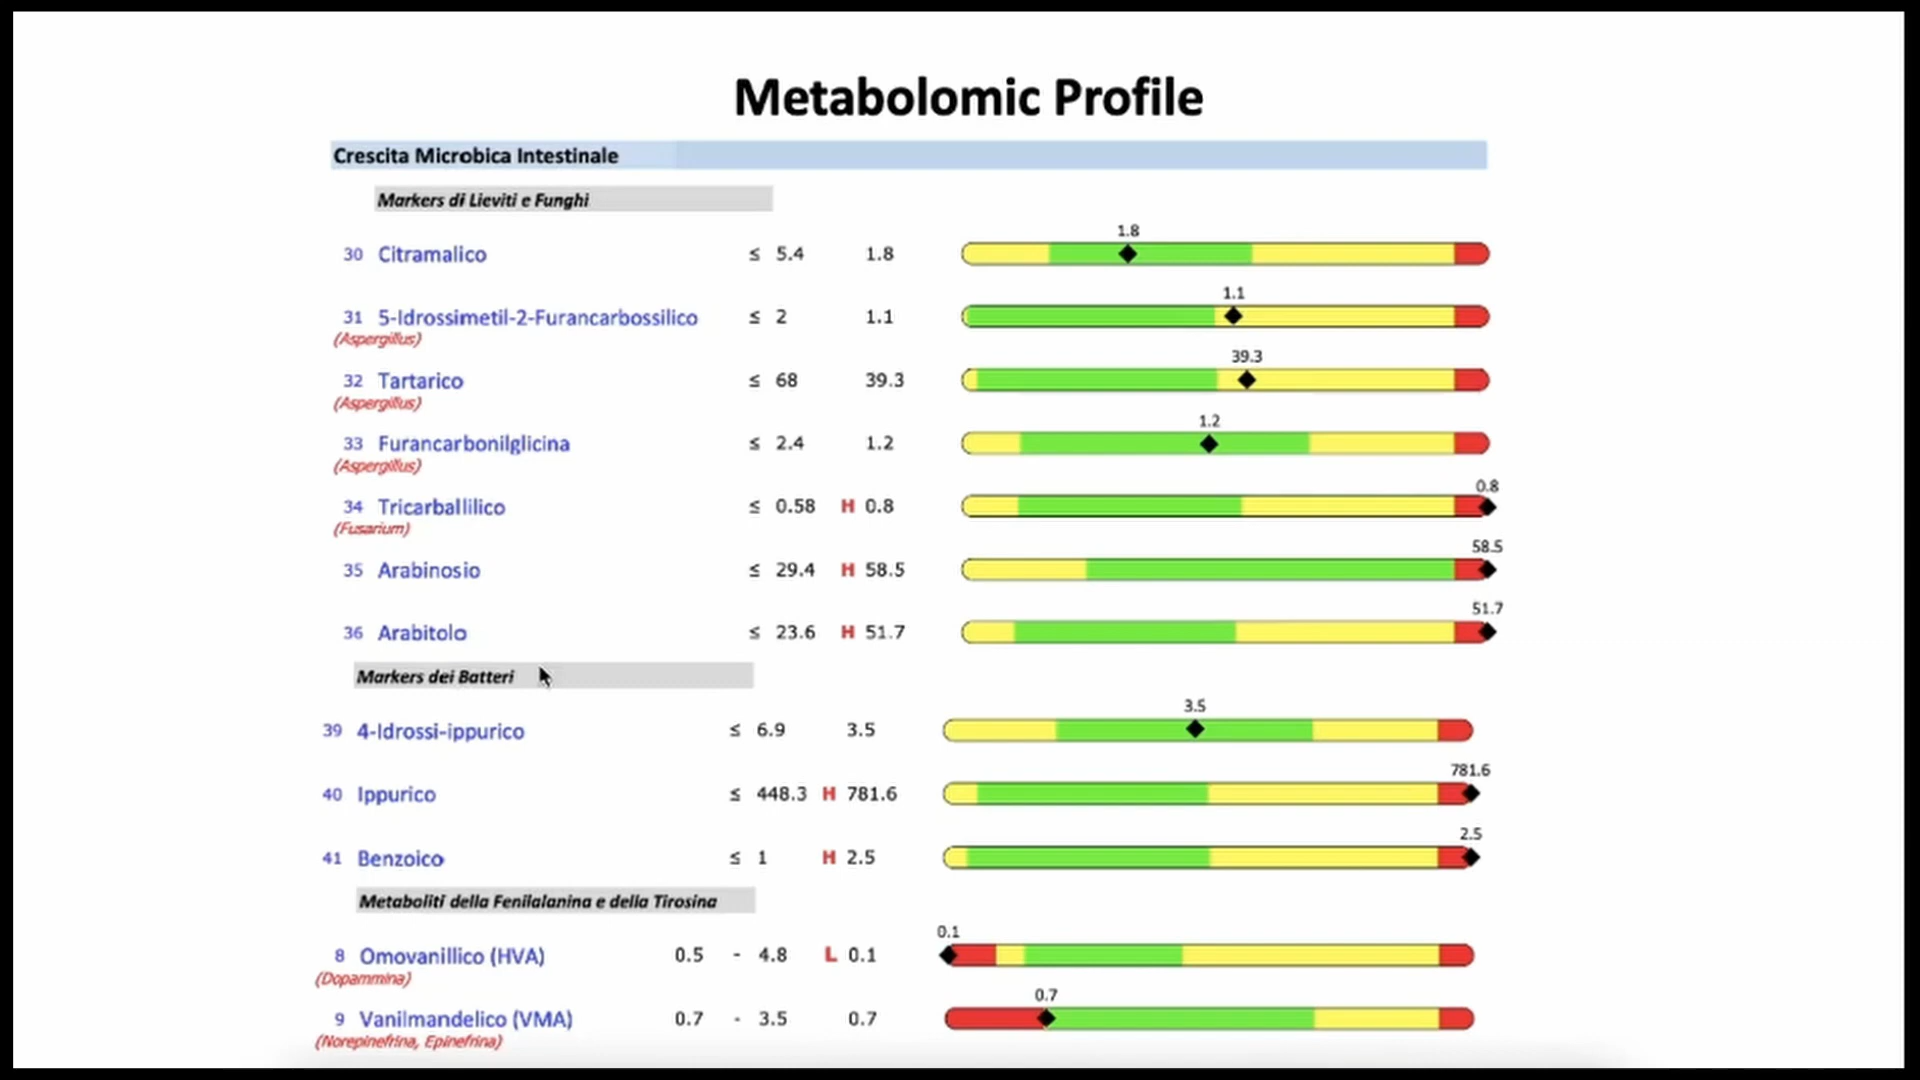 Metabolomic Profile
Crescita Microbica Intestinale
Markers di Lieviti e Funghi
1.8
30 Citramalico ≤ 5.4 1.8
1.1
31 5-Idrossimetil-2-Furancarbossilico ≤ 2 1.1
(Aspergillus)
39.3
32 Tartarico ≤ 68 39.3
(Aspergillus)
1.2
33 Furancarbonilglicina ≤ 2.4 1.2
(Aspergillus)
0.8
34 Tricarballilico ≤ 0.58 H 0.8
(Fusarium)
58.5
35 Arabinosio ≤ 29.4 H 58.5
51.7
36 Arabitolo ≤ 23.6 H 51.7
Markers dei Batteri
3.5
39 4-Idrossi-ippurico ≤ 6.9 3.5
781.6
40 Ippurico ≤ 448.3 H 781.6
2.5
41 Benzoico ≤ 1 H 2.5
Metaboliti della Fenilalanina e della Tirosina
0.1
8 Omovanillico (HVA) 0.5 - 4.8 L 0.1
(Dopammina)
0.7
9 Vanilmandelico (VMA) 0.7 - 3.5 0.7
(Norepinefrina, Epinefrina)